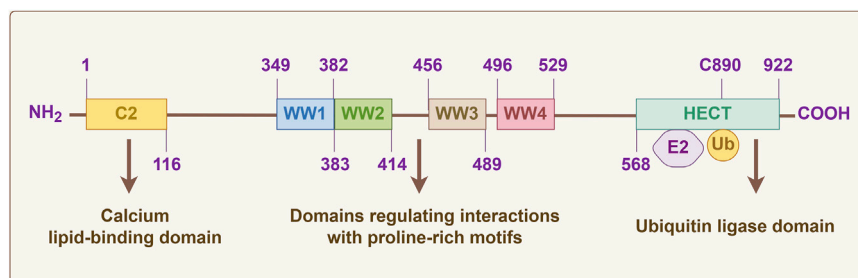 1 349 382 456 496 529 C890 922
NH₂ C2 WW1 WW2 WW3 WW4 HECT COOH
E2 Ub
116 383 414 489 568
Calcium
lipid-binding domain
Domains regulating interactions
with proline-rich motifs
Ubiquitin ligase domain